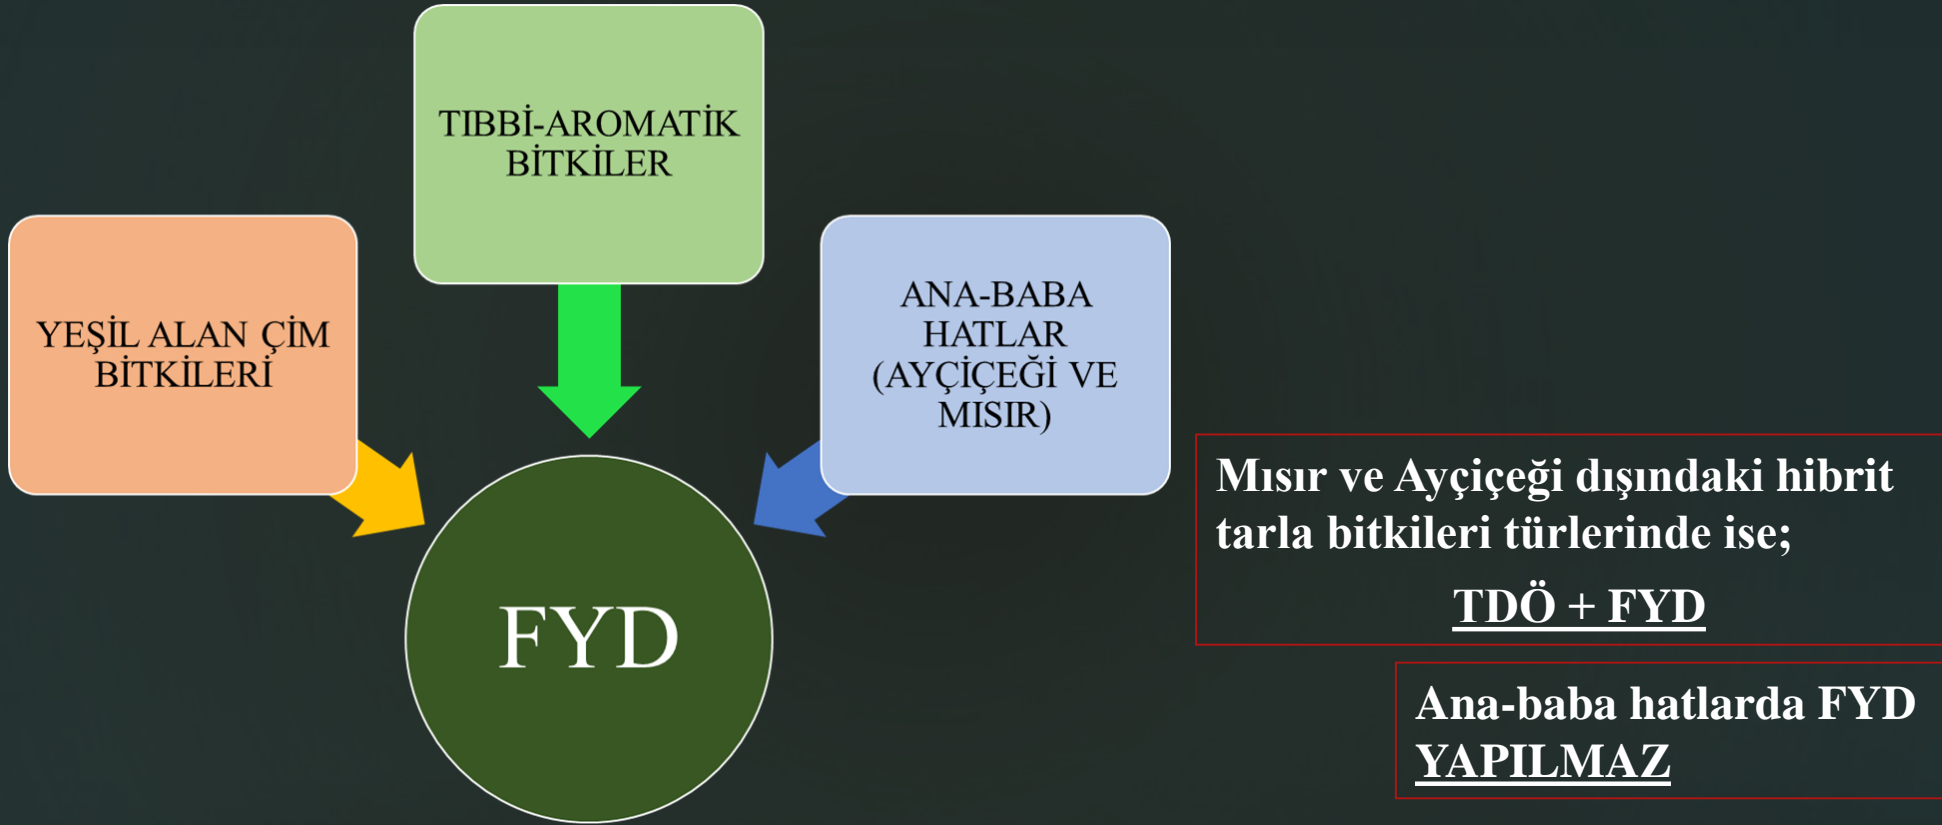 TIBBİ-AROMATİK
BİTKİLER
YEŞİL ALAN ÇİM
BİTKİLERİ
ANA-BABA
HATLAR
(AYÇİÇEĞİ VE
MISIR)
FYD
Mısır ve Ayçiçeği dışındaki hibrit
tarla bitkileri türlerinde ise;
TDÖ + FYD
Ana-baba hatlarda FYD
YAPILMAZ